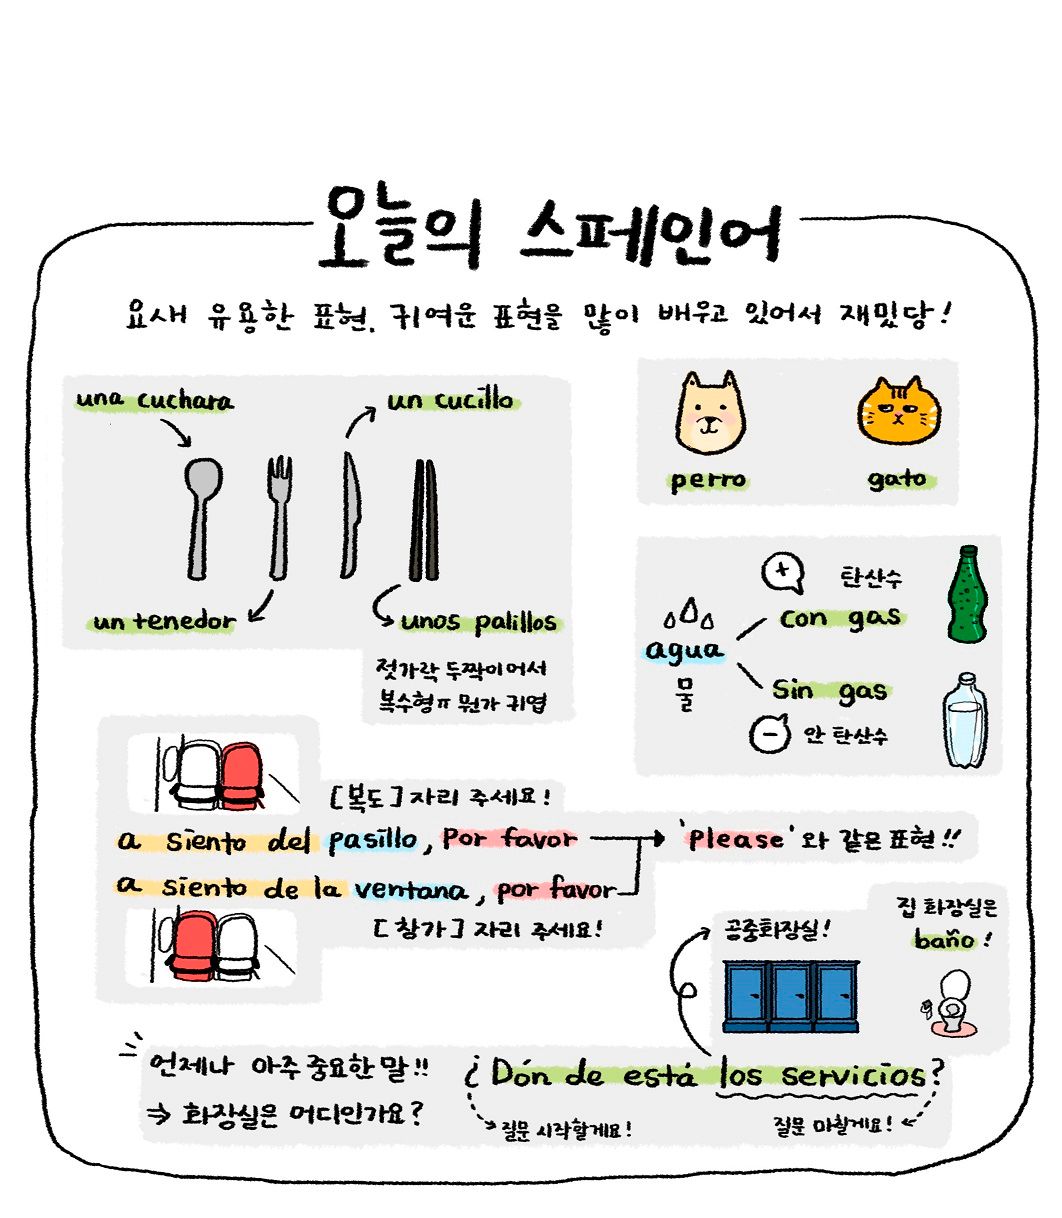 오늘의 스페인어
요새 유용한 표현, 귀여운 표현을 많이 배우고 있어서 재밌당!
una cuchara
un cucillo
un tenedor
unos palillos
젓가락 두짝이어서
복수형ㅠ 뭔가 귀엽
perro
gato
agua
물
+
탄산수
con gas
sin gas
-
안 탄산수
[복도] 자리 주세요!
a siento del pasillo, Por favor
'Please'와 같은 표현!!
a siento de la ventana, por favor
[창가] 자리 주세요!
공중화장실!
집 화장실은
baño!
언제나 아주 중요한 말!!
⇒ 화장실은 어디인가요?
¿Dón de está los servicios?
질문 시작할게요!
질문 마칠게요!